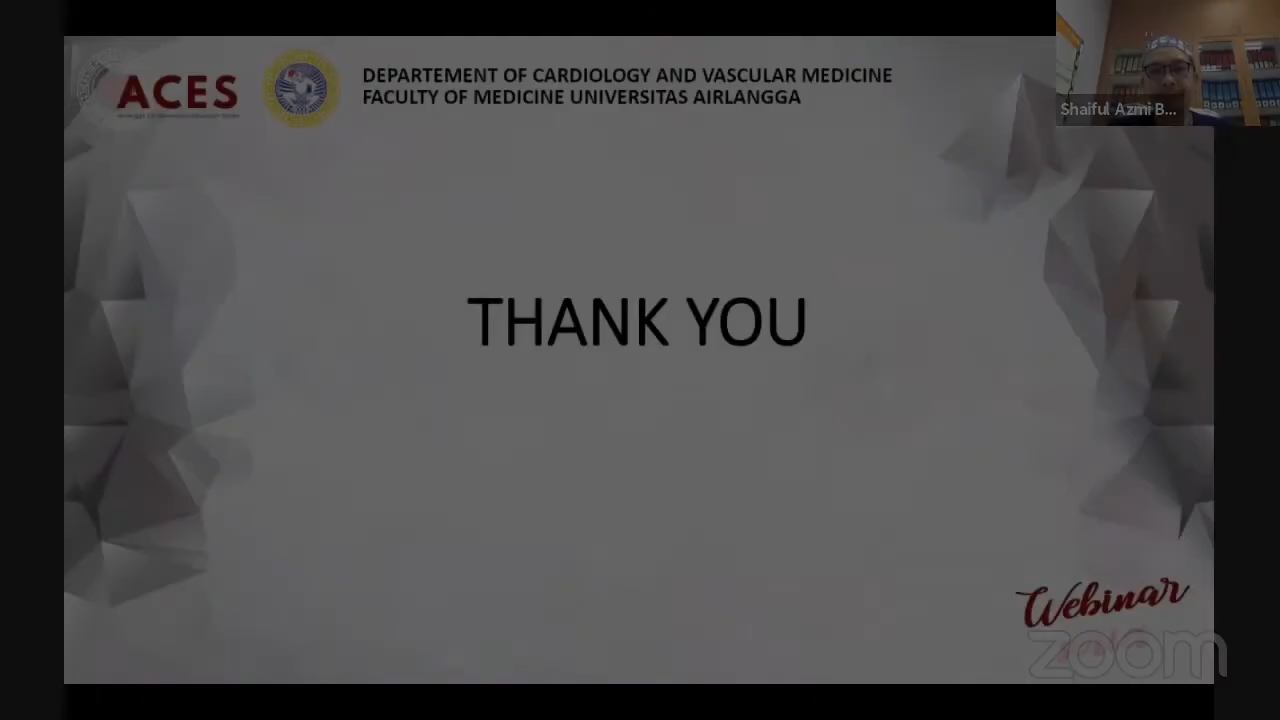 ACES
DEPARTEMENT OF CARDIOLOGY AND VASCULAR MEDICINE
FACULTY OF MEDICINE UNIVERSITAS AIRLANGGA
Shaiful Azmi B...
THANK YOU
Webinar
zoom